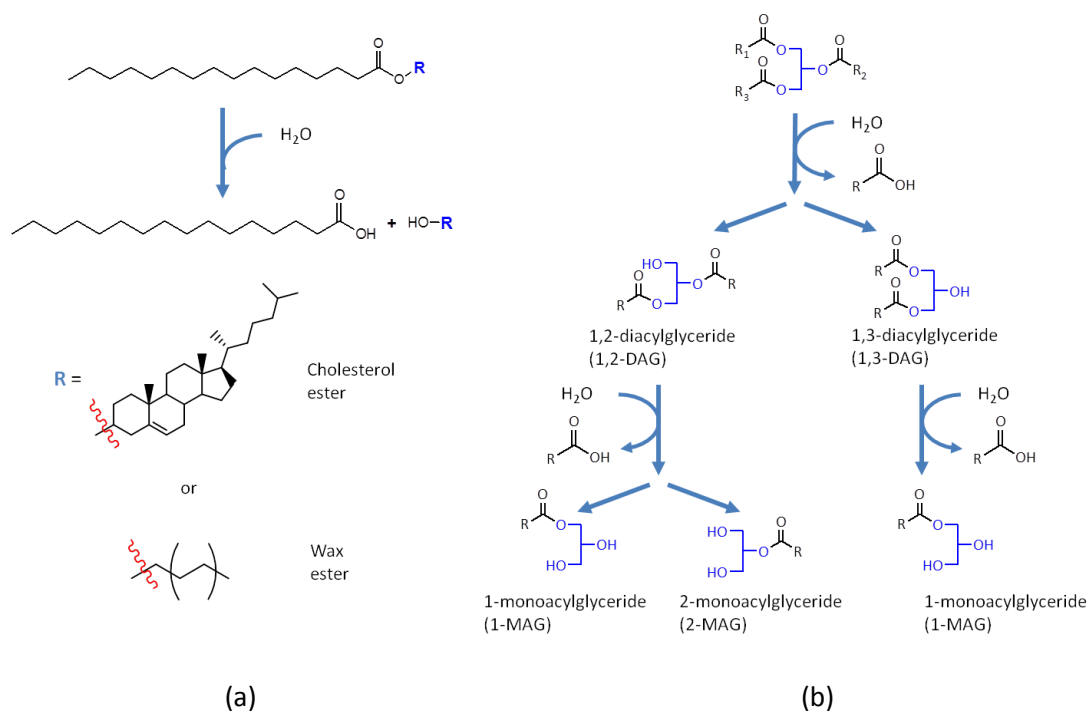 O
O
R
H₂O
O
OH
+
HO
R
R =
Cholesterol
ester
or
Wax
ester
(a)
O
R₁
O
O
O
O
R₂
R₃
O
H₂O
O
R
OH
HO
O
O
R
O
O
R
1,2-diacylglyceride
(1,2-DAG)
O
R
O
O
OH
R
O
1,3-diacylglyceride
(1,3-DAG)
H₂O
O
R
OH
H₂O
O
R
OH
O
R
O
OH
HO
1-monoacylglyceride
(1-MAG)
HO
O
O
R
HO
2-monoacylglyceride
(2-MAG)
O
R
O
OH
HO
1-monoacylglyceride
(1-MAG)
(b)